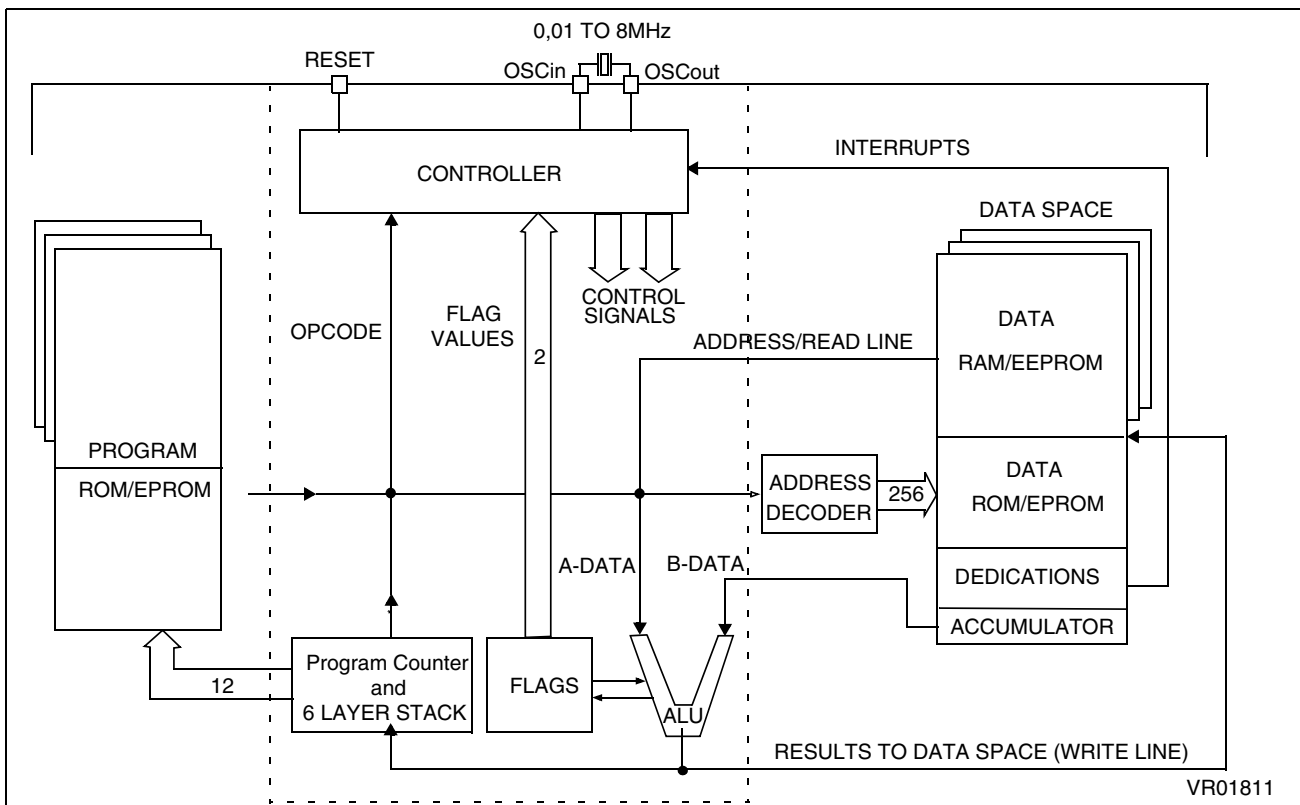 0,01 TO 8MHz
RESET
OSCin
OSCout
INTERRUPTS
CONTROLLER
DATA SPACE
OPCODE
FLAG
VALUES
2
CONTROL
SIGNALS
ADDRESS/READ LINE
DATA
RAM/EEPROM
PROGRAM
ROM/EPROM
ADDRESS
DECODER
256
DATA
ROM/EPROM
A-DATA
B-DATA
DEDICATIONS
ACCUMULATOR
12
Program Counter
and
6 LAYER STACK
FLAGS
ALU
RESULTS TO DATA SPACE (WRITE LINE)
VR01811